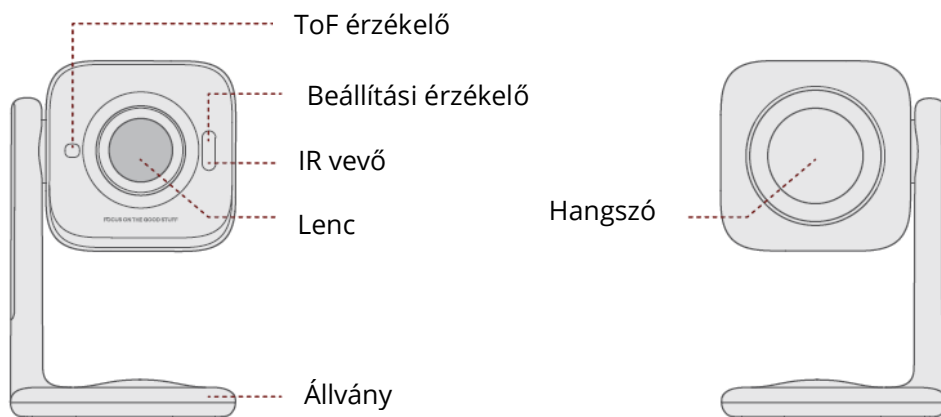 ToF érzékelő
Beállítási érzékelő
IR vevő
Lenc
Hangszó
FOCUS ON THE GOOD STUFF
Állvány